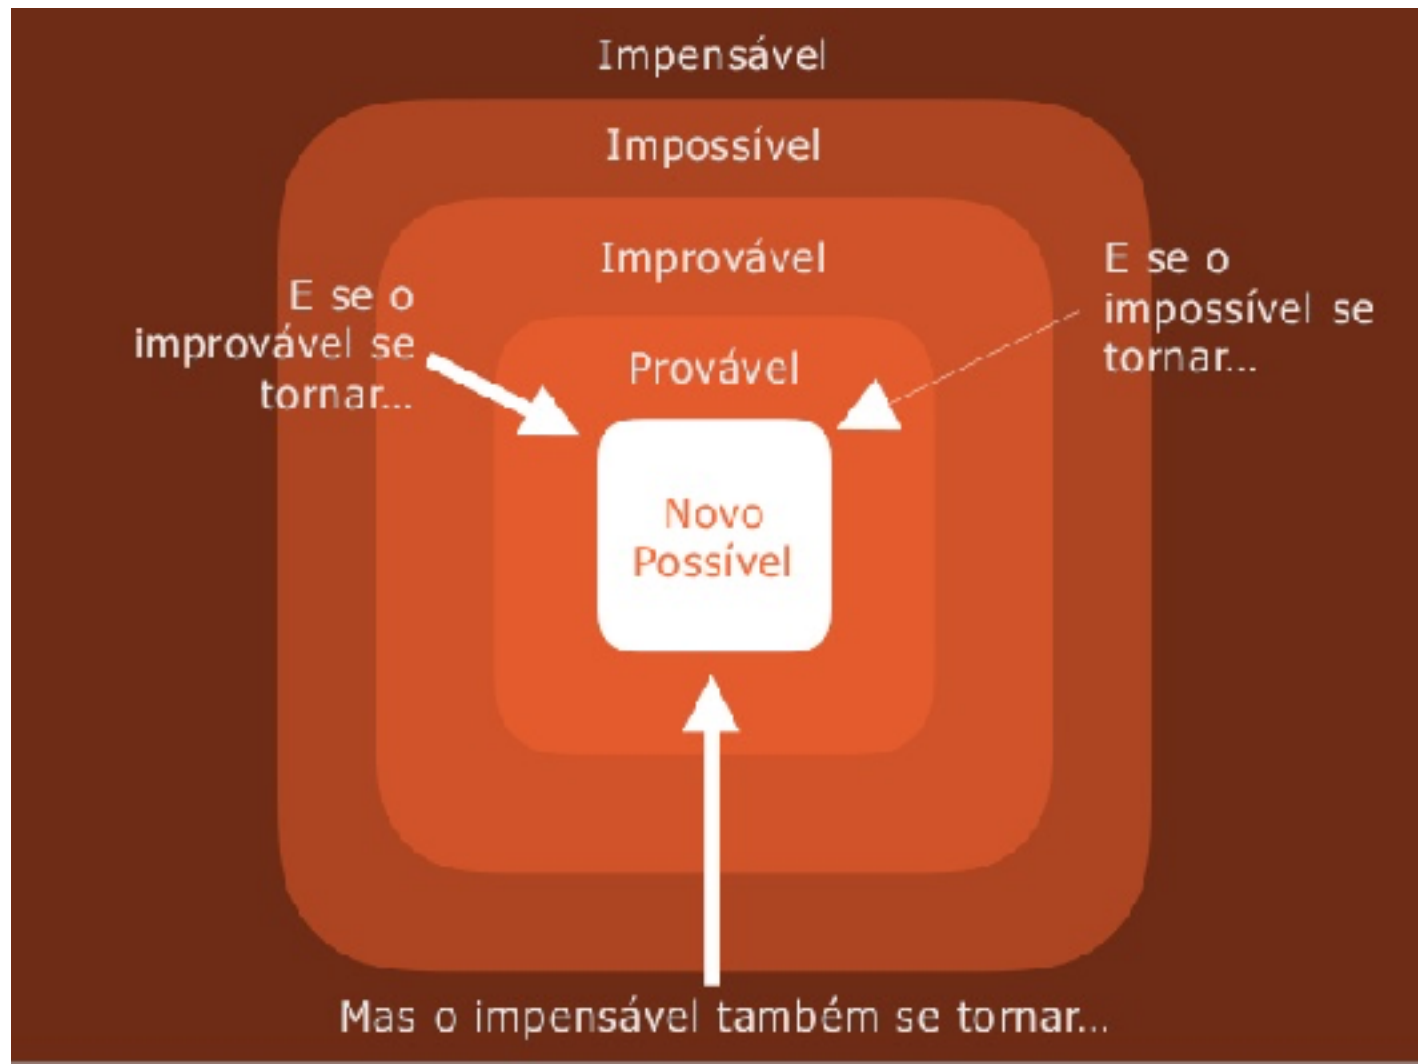 Impensável
Impossível
Improvável
E se o
improvável se
tornar...
E se o
impossível se
tornar...
Provável
Novo
Possível
Mas o impensável também se tornar...